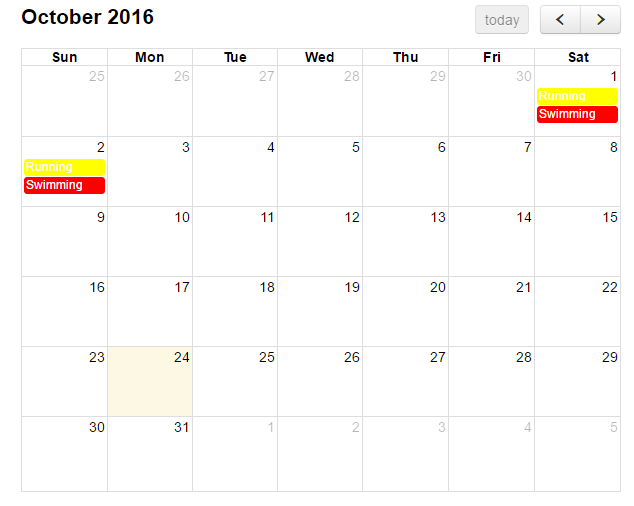 October 2016 today
Sun Mon Tue Wed Thu Fri Sat
25 26 27 28 29 30 1
Running
Swimming
2 3 4 5 6 7 8
Running
Swimming
9 10 11 12 13 14 15
16 17 18 19 20 21 22
23 24 25 26 27 28 29
30 31 1 2 3 4 5